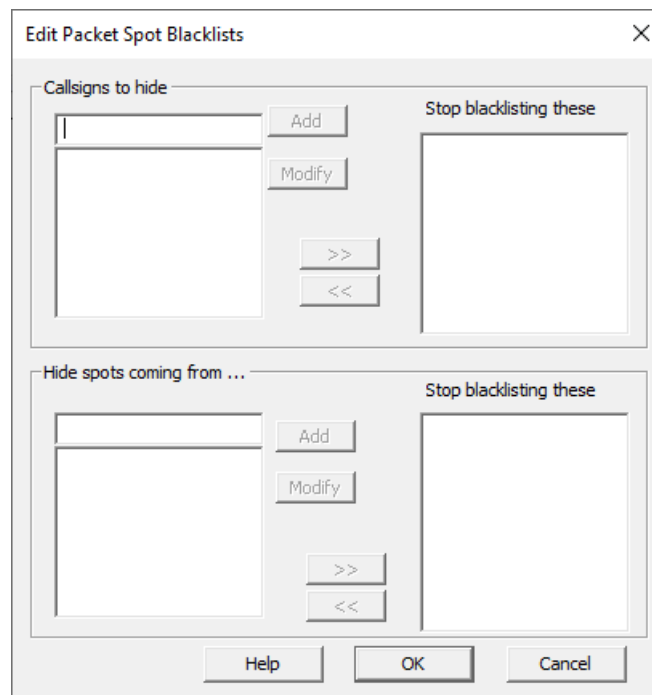 Edit Packet Spot Blacklists
Callsigns to hide
Add
Stop blacklisting these
Modify
>>
<<
Hide spots coming from ...
Stop blacklisting these
Add
Modify
>>
<<
Help
OK
Cancel